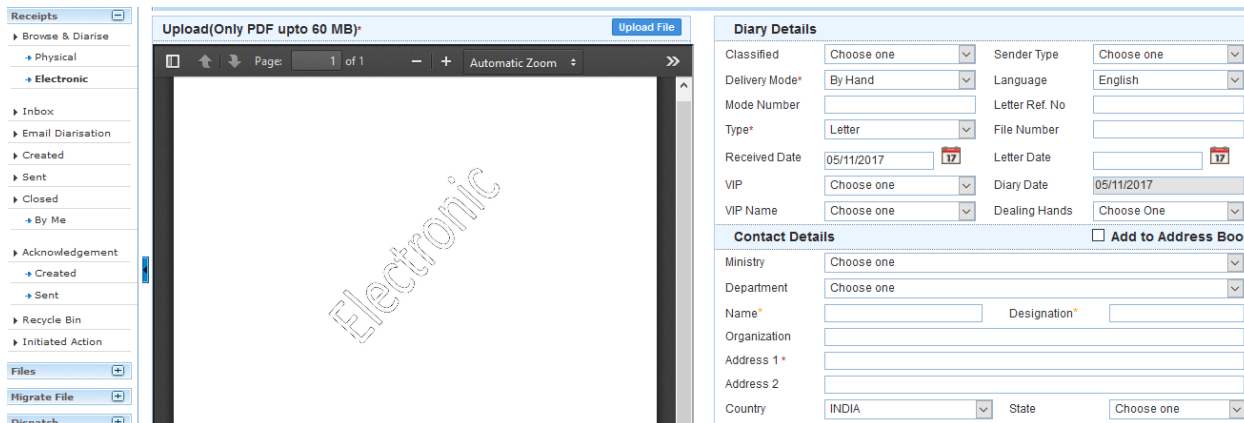 Receipts
Browse & Diarise
Physical
Electronic
Inbox
Email Diarisation
Created
Sent
Closed
By Me
Acknowledgement
Created
Sent
Recycle Bin
Initiated Action
Files
Migrate File
Dispatch
Upload(Only PDF upto 60 MB)*
Upload File
Page: 1 of 1 Automatic Zoom
Electronic
Diary Details
Classified Choose one Sender Type Choose one
Delivery Mode* By Hand Language English
Mode Number Letter Ref. No
Type* Letter File Number
Received Date 05/11/2017 17 Letter Date 17
VIP Choose one Diary Date 05/11/2017
VIP Name Choose one Dealing Hands Choose One
Contact Details Add to Address Boo
Ministry Choose one
Department Choose one
Name* Designation*
Organization
Address 1 *
Address 2
Country INDIA State Choose one